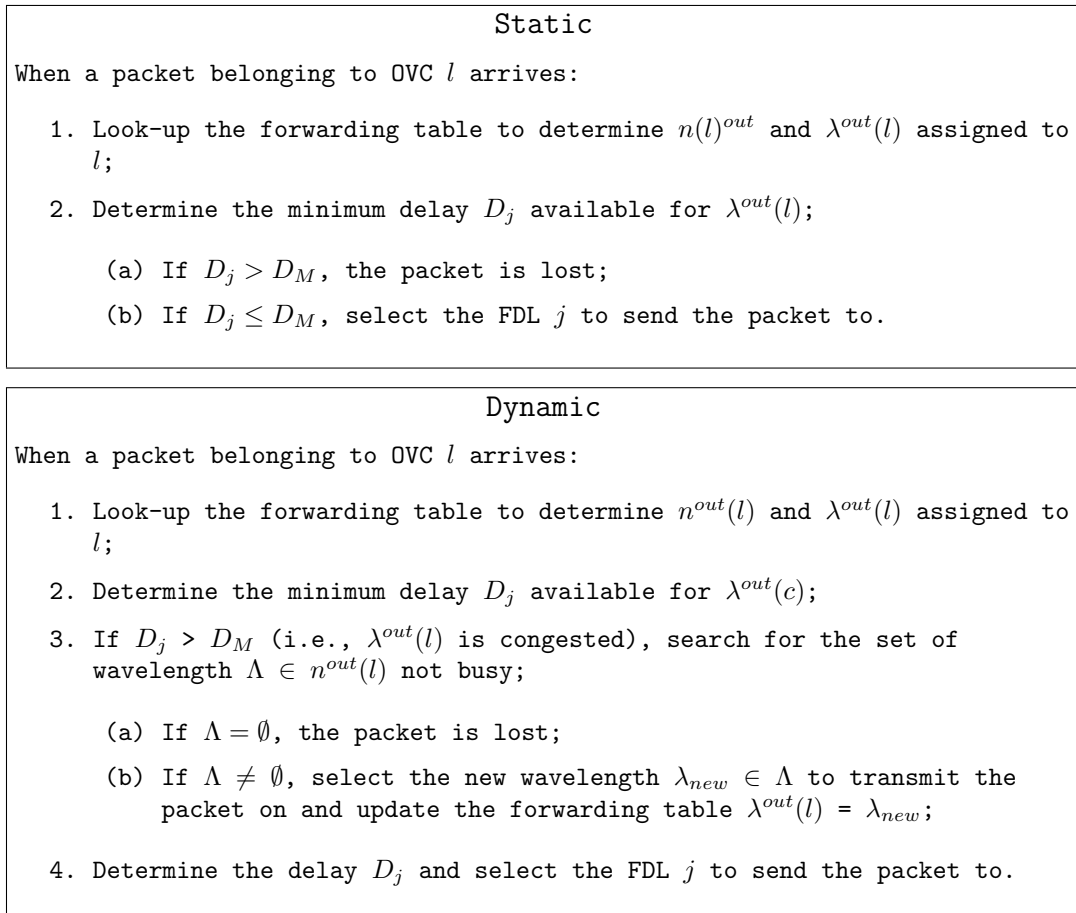 Static
When a packet belonging to OVC l arrives:
1. Look-up the forwarding table to determine n(l)^{out} and λ^{out}(l) assigned to
l;
2. Determine the minimum delay D_j available for λ^{out}(l);
(a) If D_j > D_M, the packet is lost;
(b) If D_j ≤ D_M, select the FDL j to send the packet to.
Dynamic
When a packet belonging to OVC l arrives:
1. Look-up the forwarding table to determine n^{out}(l) and λ^{out}(l) assigned to
l;
2. Determine the minimum delay D_j available for λ^{out}(c);
3. If D_j > D_M (i.e., λ^{out}(l) is congested), search for the set of
wavelength Λ ∈ n^{out}(l) not busy;
(a) If Λ = ∅, the packet is lost;
(b) If Λ ≠ ∅, select the new wavelength λ_{new} ∈ Λ to transmit the
packet on and update the forwarding table λ^{out}(l) = λ_{new};
4. Determine the delay D_j and select the FDL j to send the packet to.